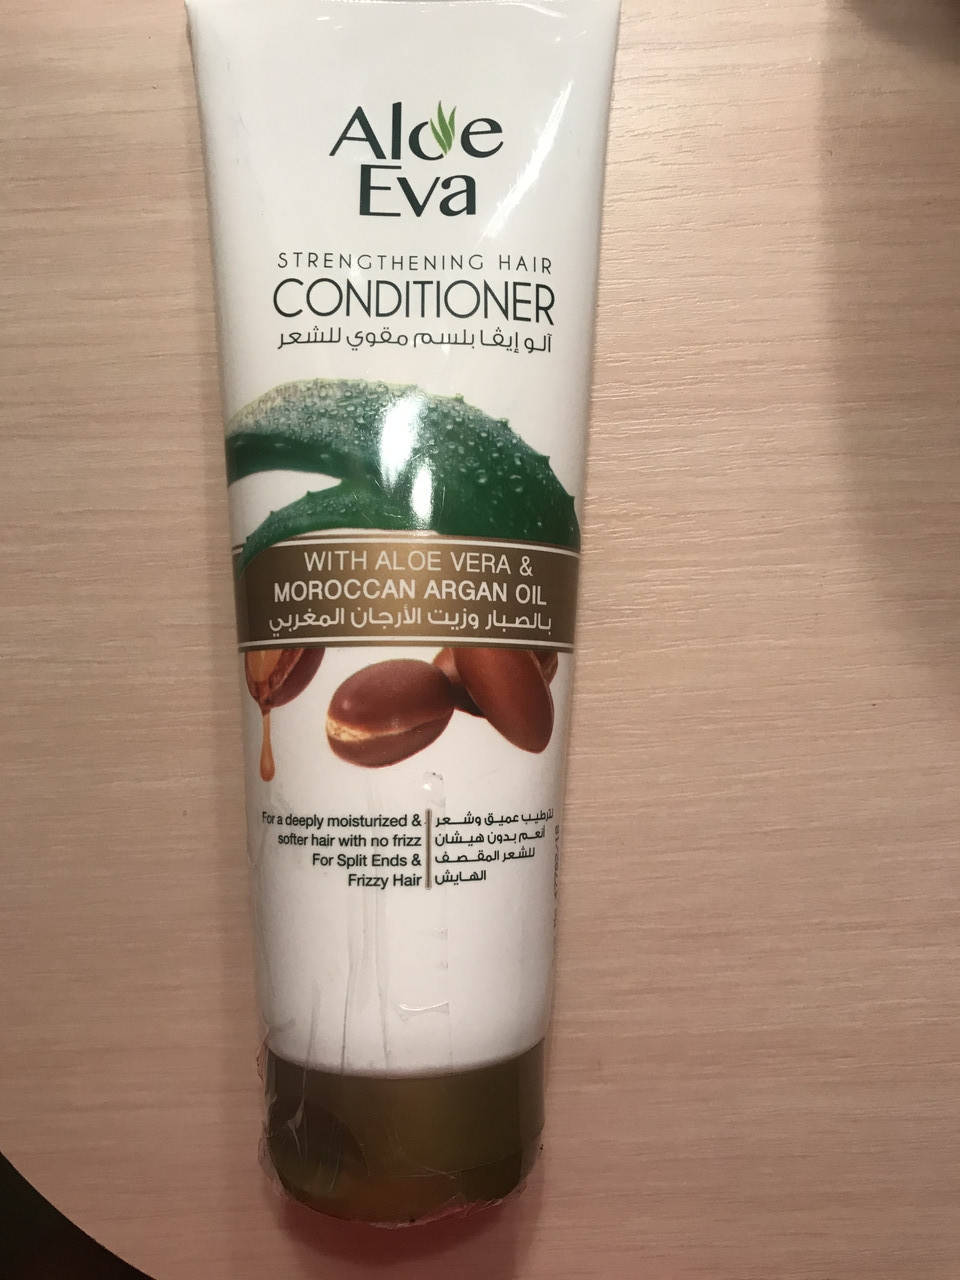 Aloe
Eva
STRENGTHENING HAIR
CONDITIONER
آلو إيڤا بلسم مقوي للشعر
WITH ALOE VERA &
MOROCCAN ARGAN OIL
بالصبار وزيت الأرجان المغربي
For a deeply moisturized &
softer hair with no frizz
For Split Ends &
Frizzy Hair
لترطيب عميق وشعر
أنعم بدون هيشان
للشعر المقصف
الهايش